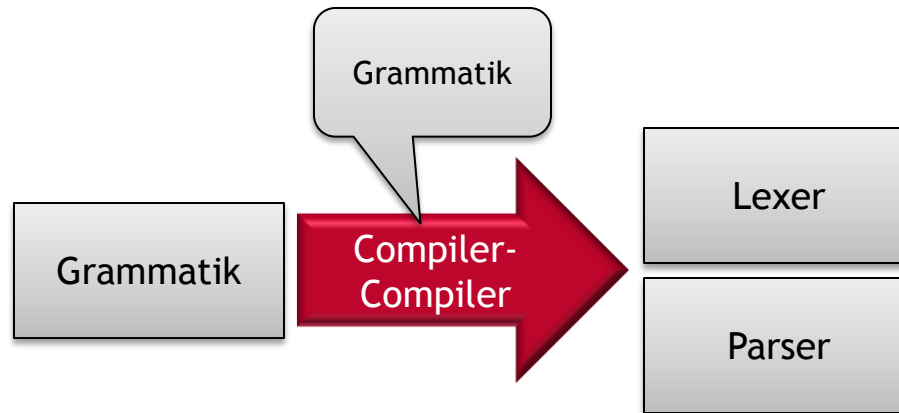 Grammatik
Grammatik
Compiler-
Compiler
Lexer
Parser